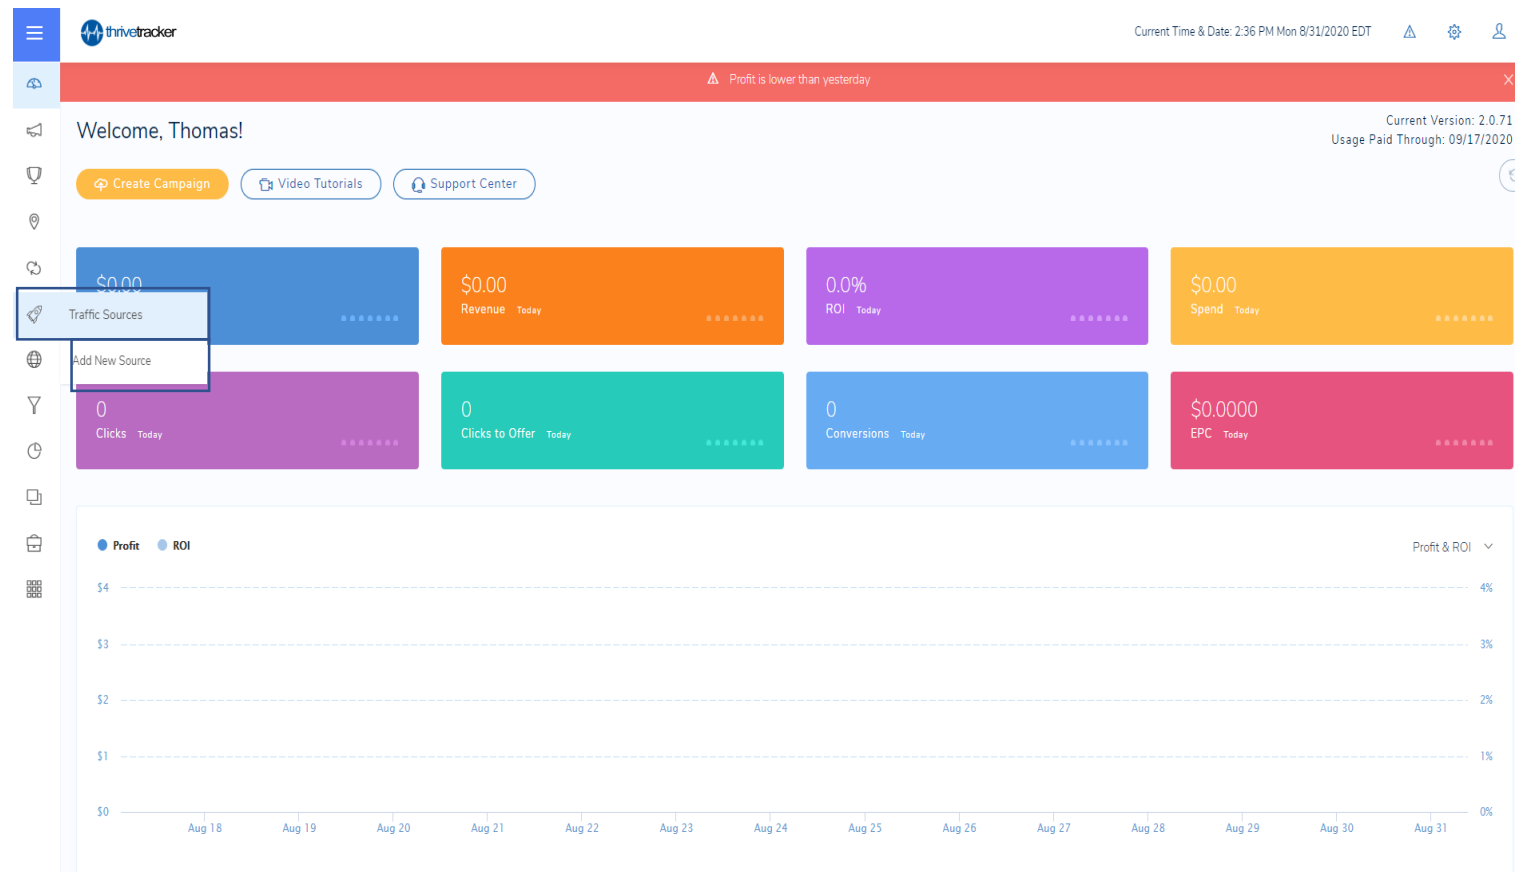 thrivetracker
Current Time & Date: 2:36 PM Mon 8/31/2020 EDT
Profit is lower than yesterday
Welcome, Thomas!
Current Version: 2.0.71
Usage Paid Through: 09/17/2020
Create Campaign
Video Tutorials
Support Center
$0.00
$0.00
Revenue Today
0.0%
ROI Today
$0.00
Spend Today
Traffic Sources
Add New Source
0
Clicks Today
0
Clicks to Offer Today
0
Conversions Today
$0.0000
EPC Today
Profit ROI
Profit & ROI
$4 4%
$3 3%
$2 2%
$1 1%
$0 0%
Aug 18 Aug 19 Aug 20 Aug 21 Aug 22 Aug 23 Aug 24 Aug 25 Aug 26 Aug 27 Aug 28 Aug 29 Aug 30 Aug 31